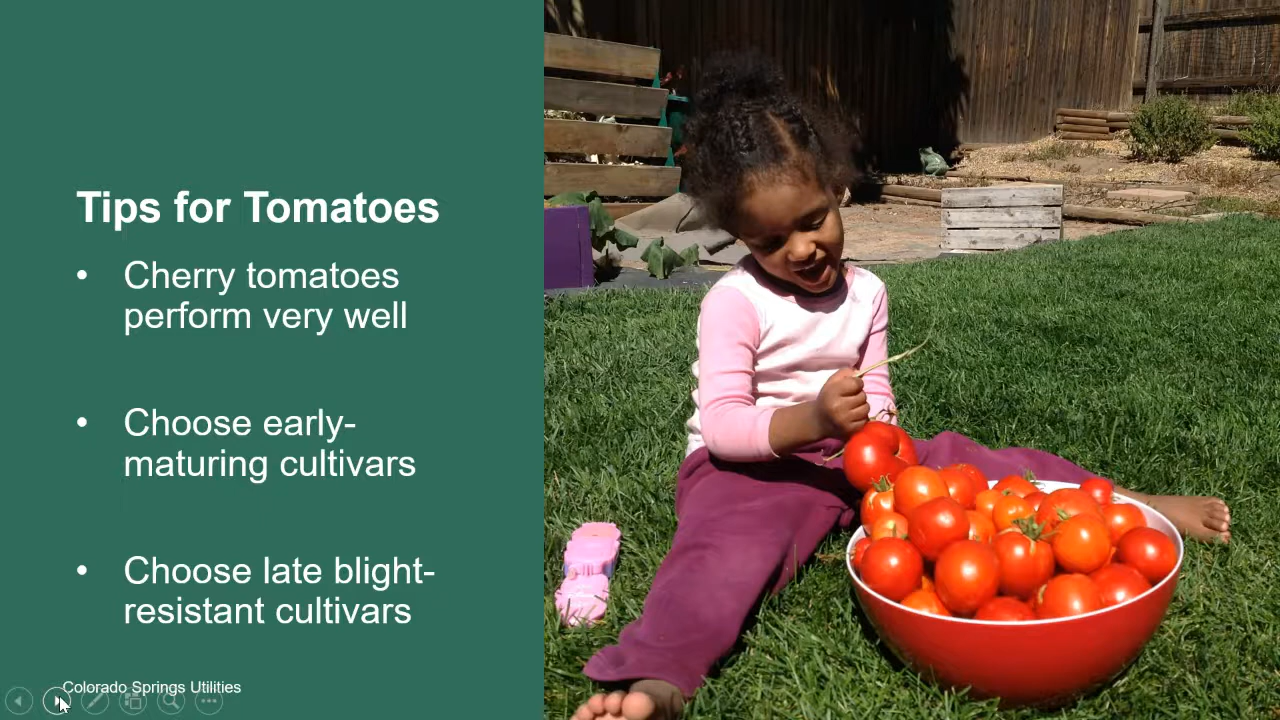 Tips for Tomatoes
• Cherry tomatoes
perform very well
• Choose early-
maturing cultivars
• Choose late blight-
resistant cultivars
Colorado Springs Utilities